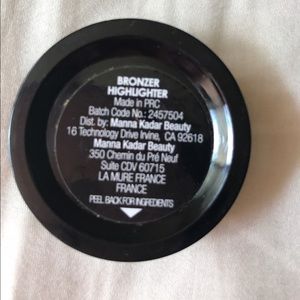 BRONZER
HIGHLIGHTER
Made in PRC
Batch Code No.: 2457504
Dist. by: Manna Kadar Beauty
16 Technology Drive Irvine, CA 92618
Manna Kadar Beauty
350 Chemin du Pré Neuf
Suite CDV 60715
LA MURE FRANCE
FRANCE
PEEL BACK FOR INGREDIENTS